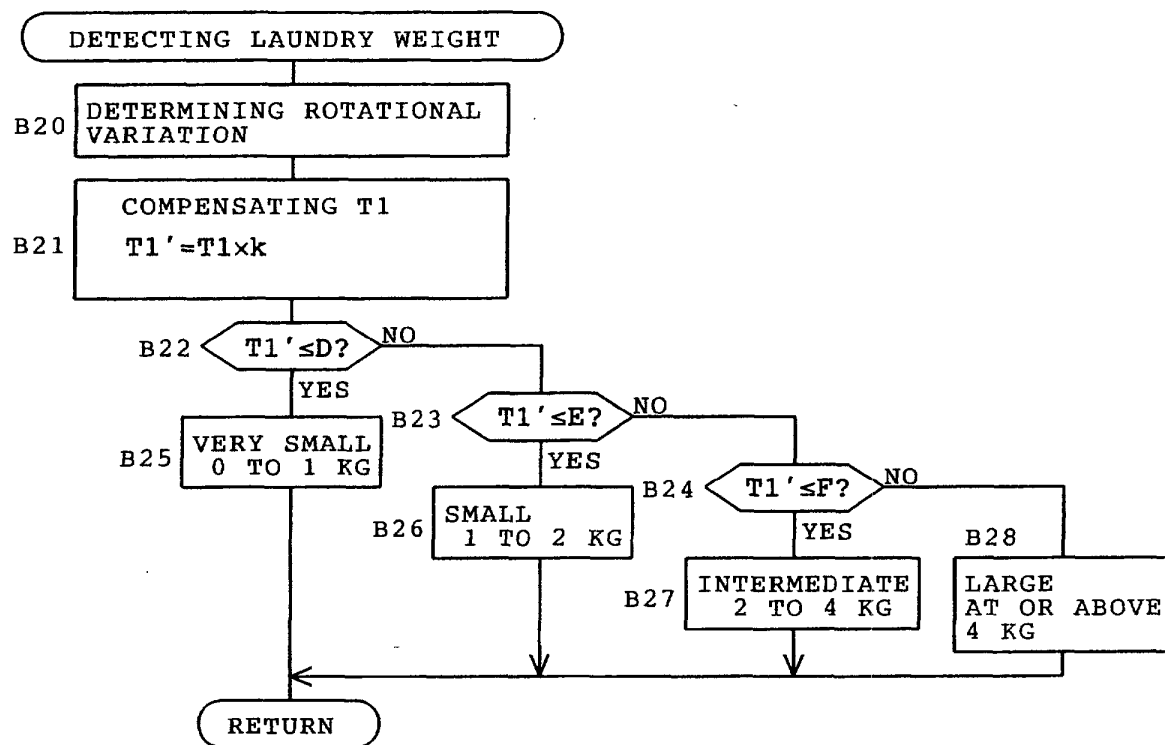 DETECTING LAUNDRY WEIGHT
B20
DETERMINING ROTATIONAL
VARIATION
B21
COMPENSATING T1
T1'=T1×k
B22
T1'≤D?
NO
YES
B23
T1'≤E?
NO
YES
B24
T1'≤F?
NO
YES
B25
VERY SMALL
0 TO 1 KG
B26
SMALL
1 TO 2 KG
B27
INTERMEDIATE
2 TO 4 KG
B28
LARGE
AT OR ABOVE
4 KG
RETURN